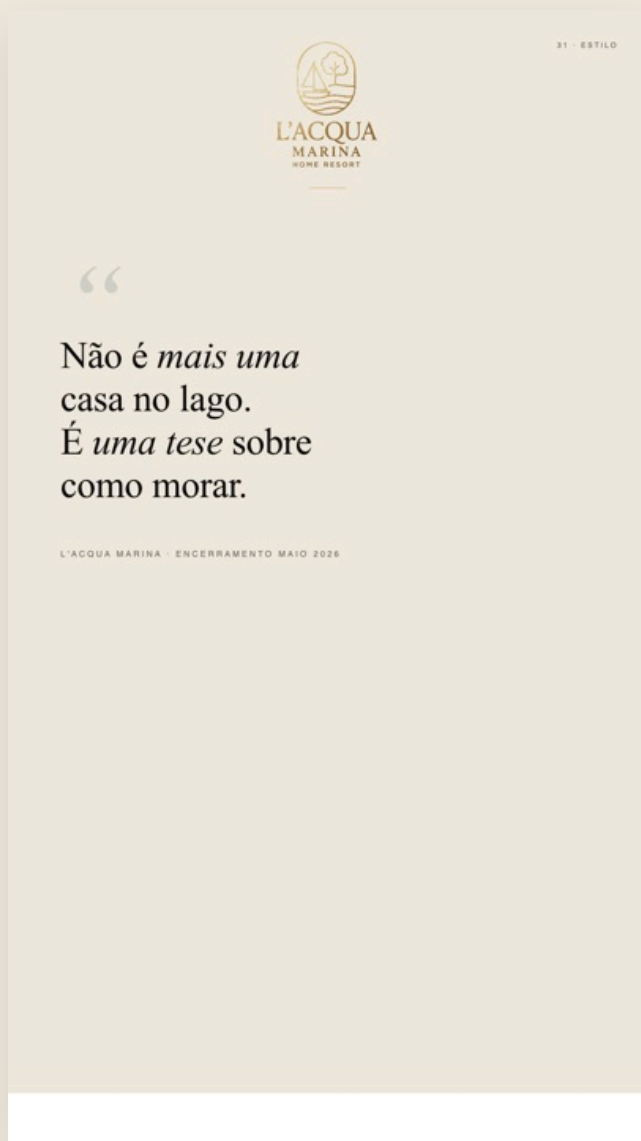 31 · ESTILO
L'ACQUA
MARINA
HOME RESORT
“
Não é mais uma
casa no lago.
É uma tese sobre
como morar.
L'ACQUA MARINA · ENCERRAMENTO MAIO 2026